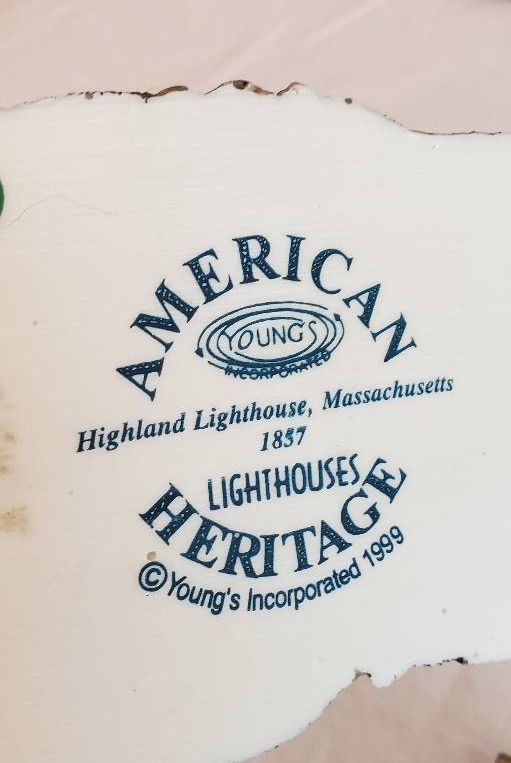 AMERICAN
YOUNG'S
INCORPORATED
Highland Lighthouse, Massachusetts
1857
LIGHTHOUSES
HERITAGE
©Young's Incorporated 1999